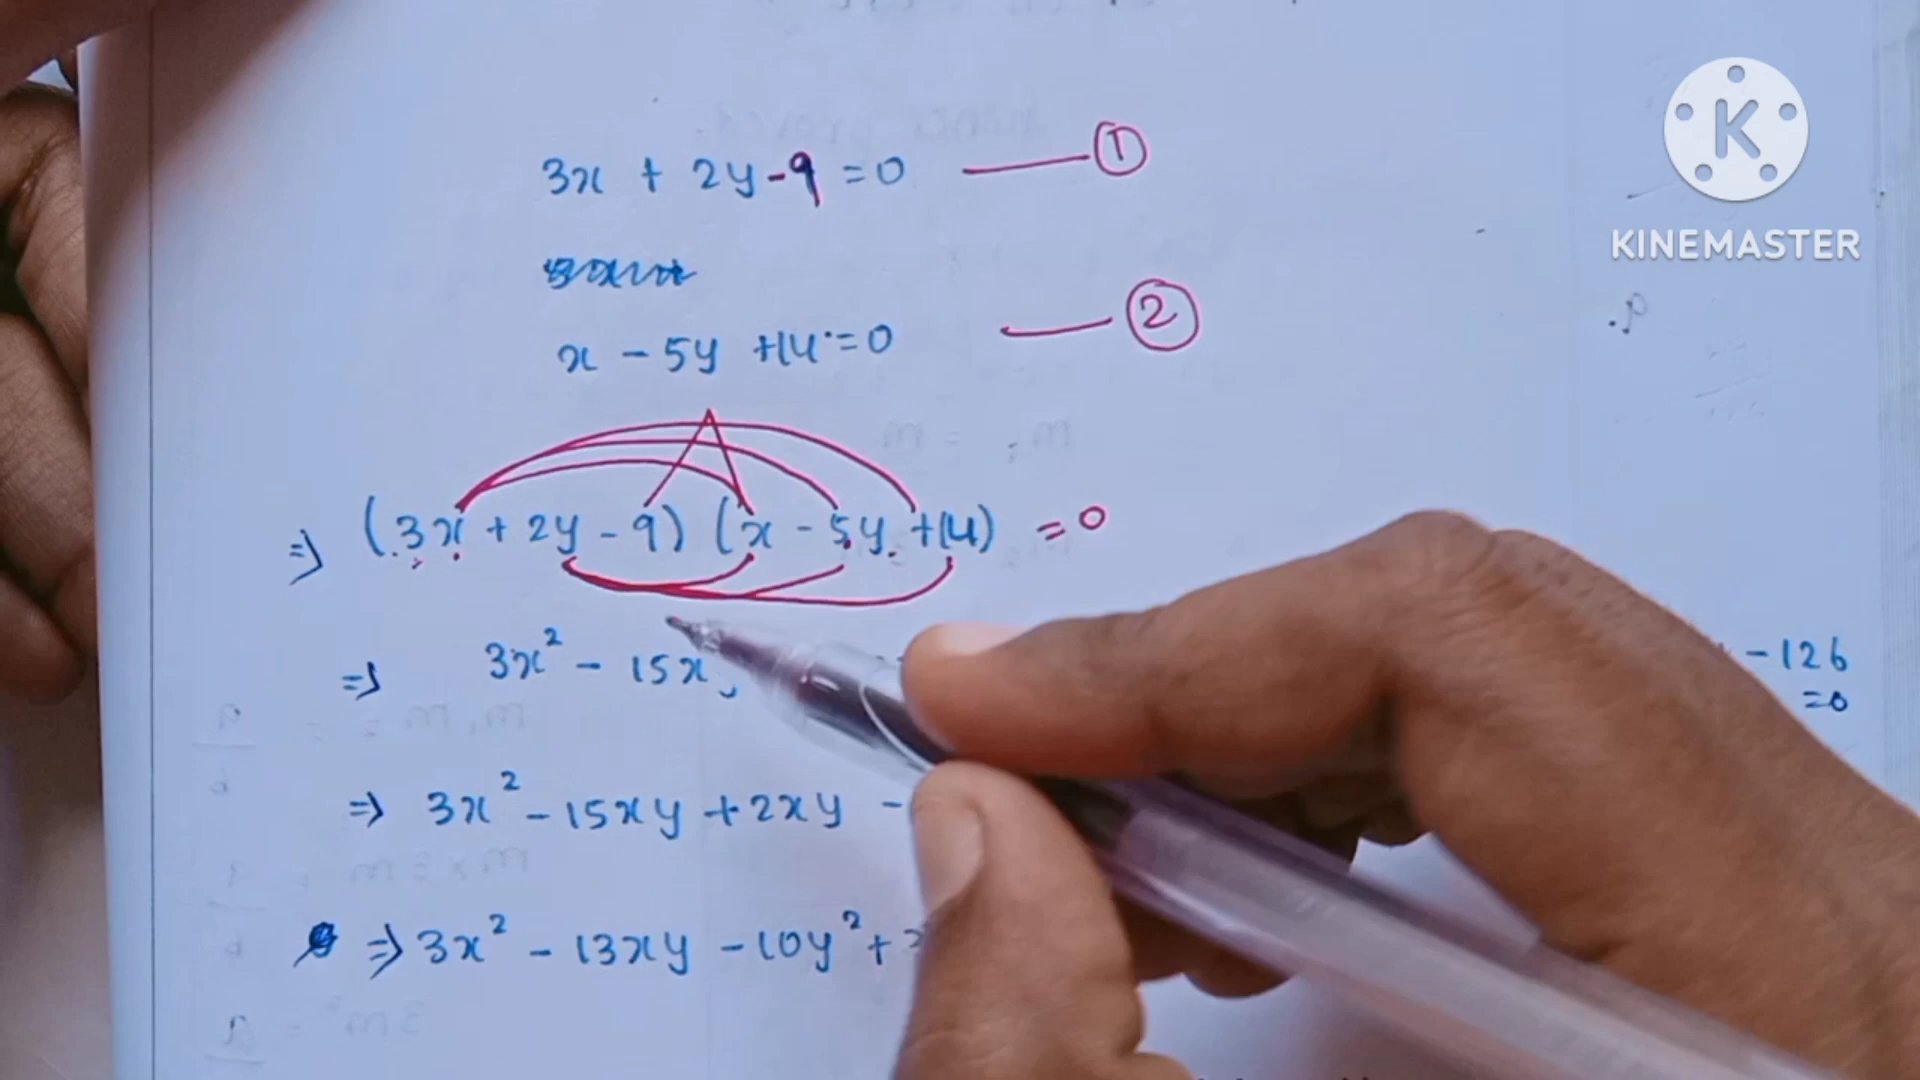 3x + 2y - 9 = 0 —— ①
KINEMASTER
x - 5y + 14 = 0 —— ②
⇒ (3x + 2y - 9) (x - 5y + 14) = 0
⇒ 3x² - 15x - 126
= 0
⇒ 3x² - 15xy + 2xy -
⇒ 3x² - 13xy - 10y² +